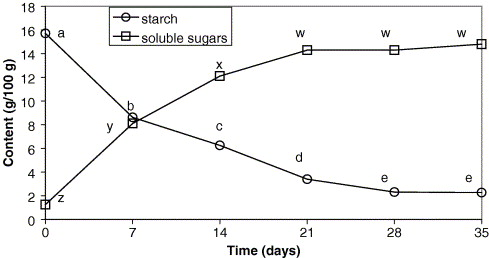 18
16
14
12
10
8
6
4
2
0
Content (g/100 g)
starch
soluble sugars
a
b
c
d
e
e
z
y
x
w
w
w
0
7
14
21
28
35
Time (days)